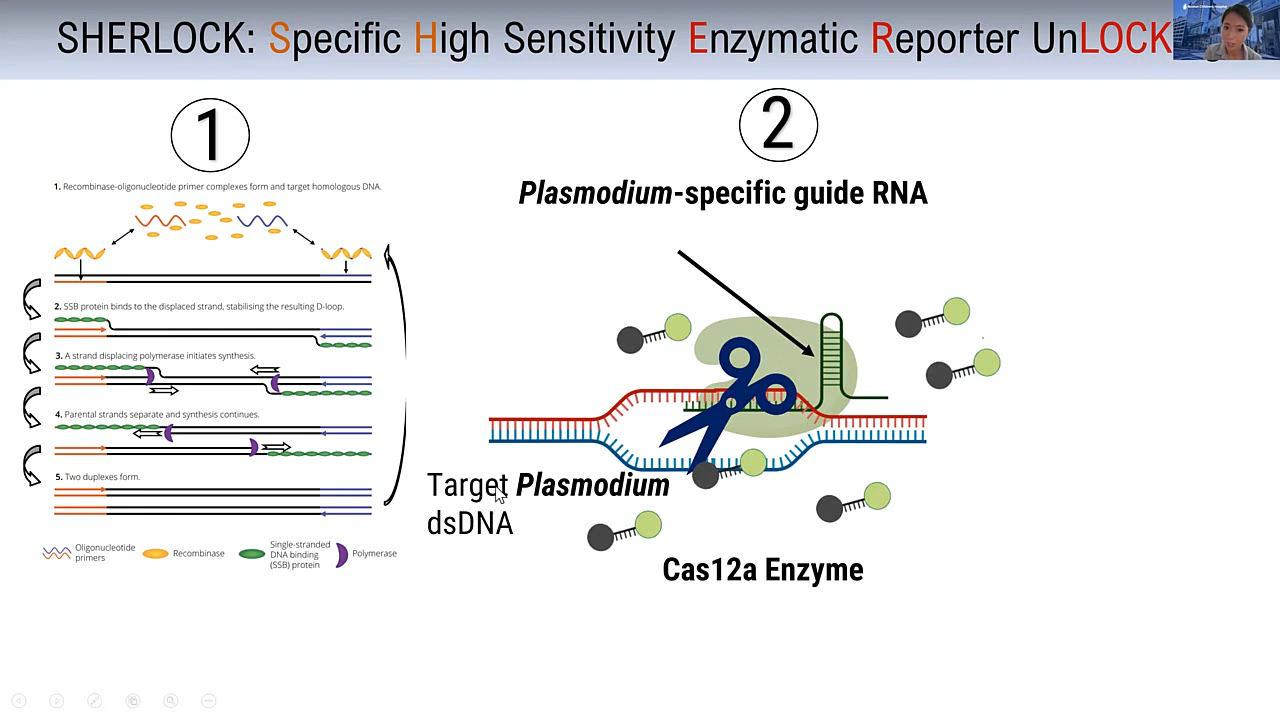 SHERLOCK: Specific High Sensitivity Enzymatic Reporter UnLOCK
1
2
1. Recombinase-oligonucleotide primer complexes form and target homologous DNA.
2. SSB protein binds to the displaced strand, stabilising the resulting D-loop.
3. A strand displacing polymerase initiates synthesis.
4. Parental strands separate and synthesis continues.
5. Two duplexes form.
Oligonucleotide
primers
Recombinase
Single-stranded
DNA binding
(SSB) protein
Polymerase
Plasmodium-specific guide RNA
Target Plasmodium
dsDNA
Cas12a Enzyme